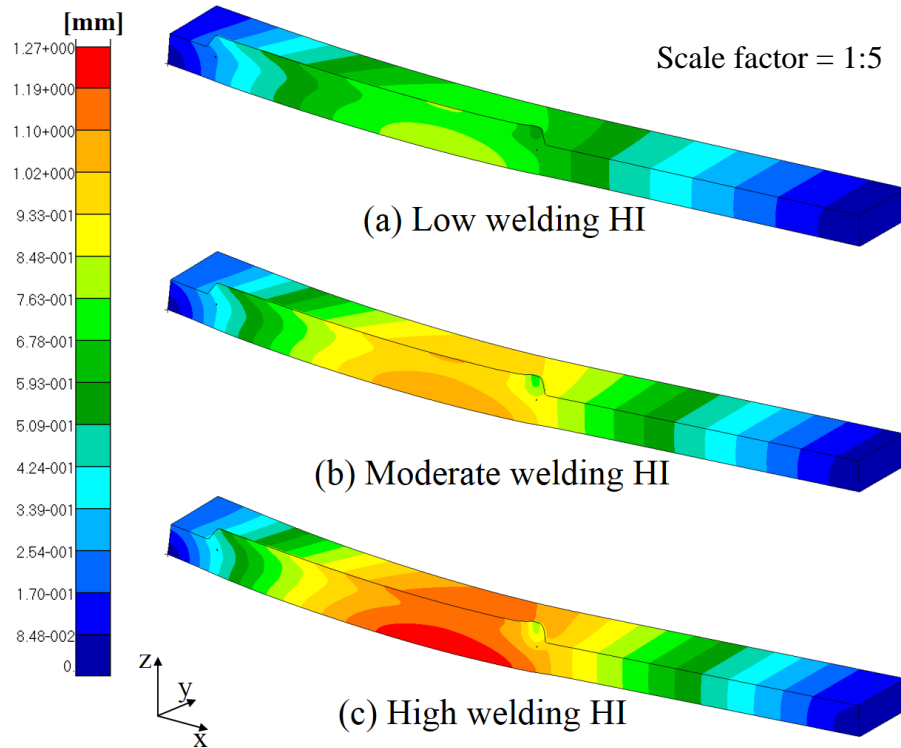 [mm]
1.27+000
1.19+000
1.10+000
1.02+000
9.33-001
8.48-001
7.63-001
6.78-001
5.93-001
5.09-001
4.24-001
3.39-001
2.54-001
1.70-001
8.48-002
0.
Scale factor = 1:5
(a) Low welding HI
(b) Moderate welding HI
(c) High welding HI
z
y
x